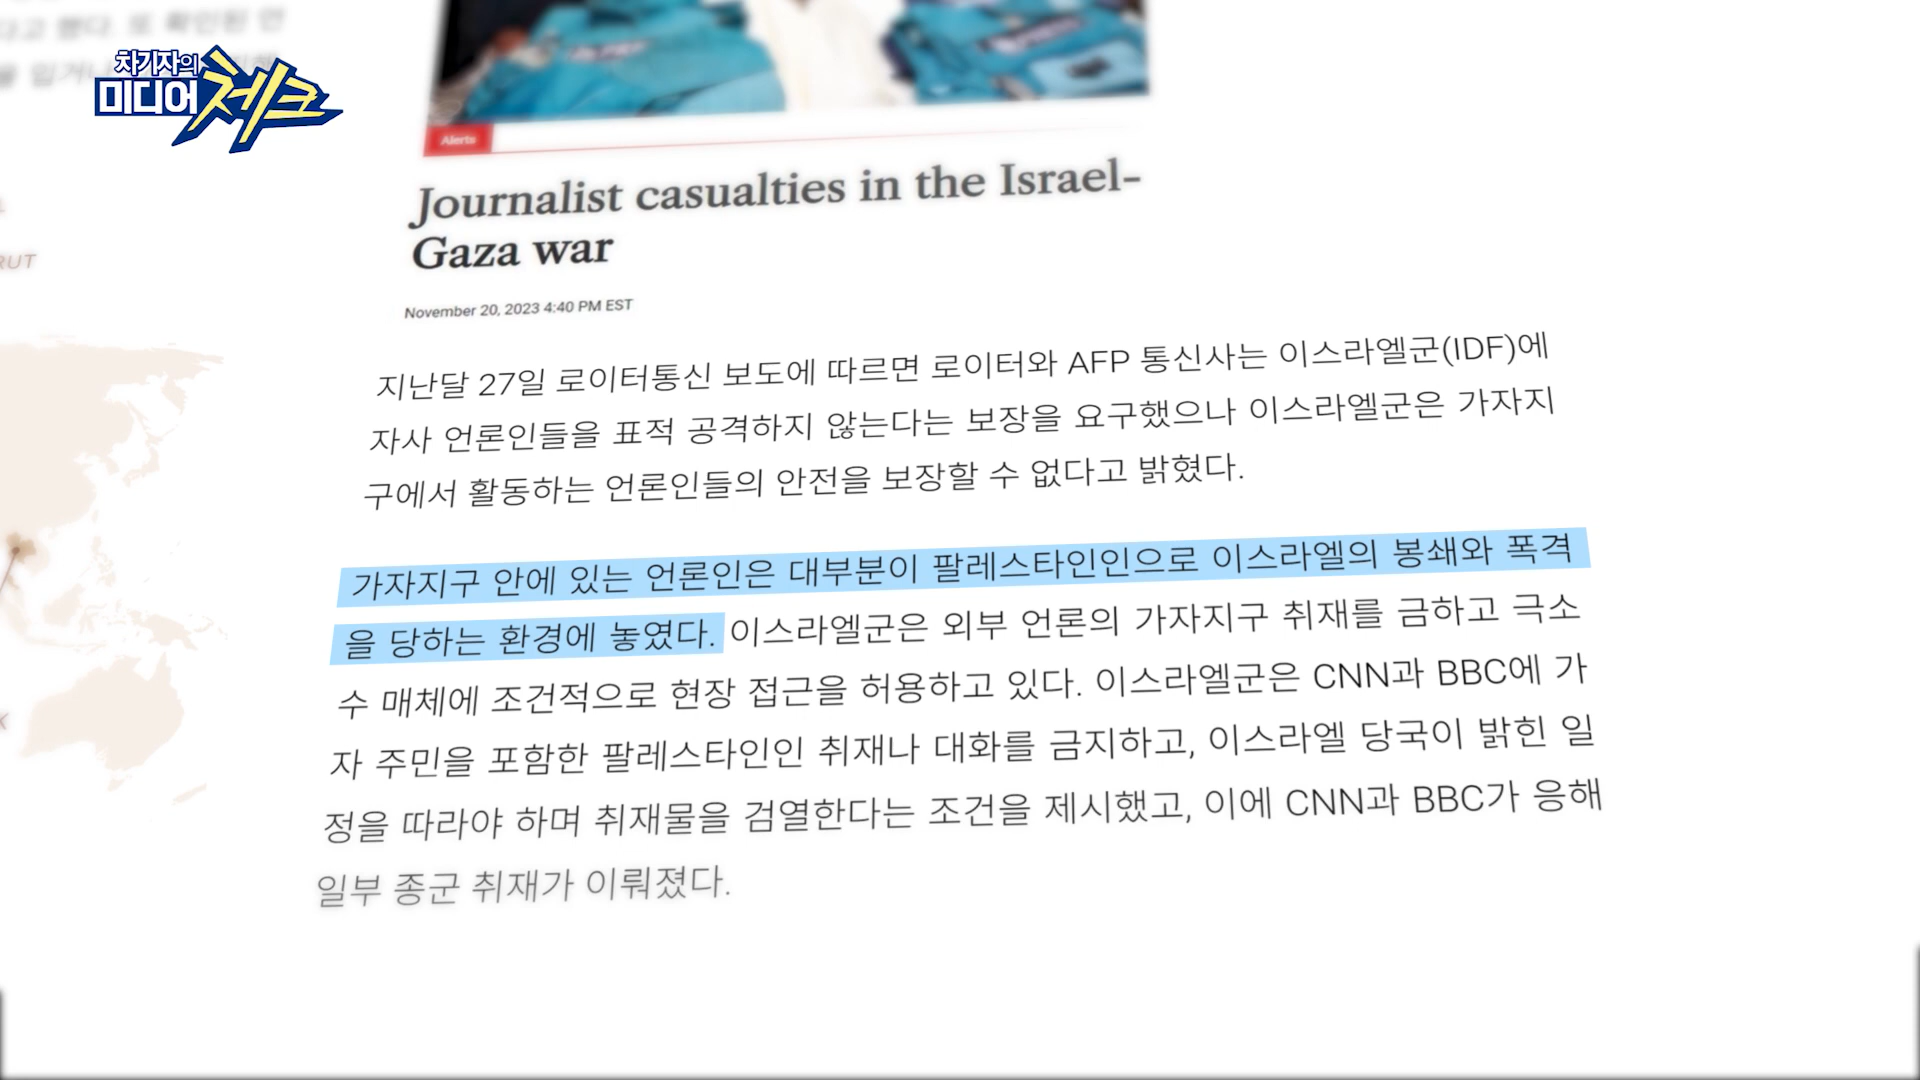 다고 했다. 또 확인된 언
차기자의
미디어 체크
Alerts
Journalist casualties in the Israel–
Gaza war
November 20, 2023 4:40 PM EST
RUT
지난달 27일 로이터통신 보도에 따르면 로이터와 AFP 통신사는 이스라엘군(IDF)에
자사 언론인들을 표적 공격하지 않는다는 보장을 요구했으나 이스라엘군은 가자지
구에서 활동하는 언론인들의 안전을 보장할 수 없다고 밝혔다.
가자지구 안에 있는 언론인은 대부분이 팔레스타인인으로 이스라엘의 봉쇄와 폭격
을 당하는 환경에 놓였다. 이스라엘군은 외부 언론의 가자지구 취재를 금하고 극소
수 매체에 조건적으로 현장 접근을 허용하고 있다. 이스라엘군은 CNN과 BBC에 가
자 주민을 포함한 팔레스타인인 취재나 대화를 금지하고, 이스라엘 당국이 밝힌 일
정을 따라야 하며 취재물을 검열한다는 조건을 제시했고, 이에 CNN과 BBC가 응해
일부 종군 취재가 이뤄졌다.